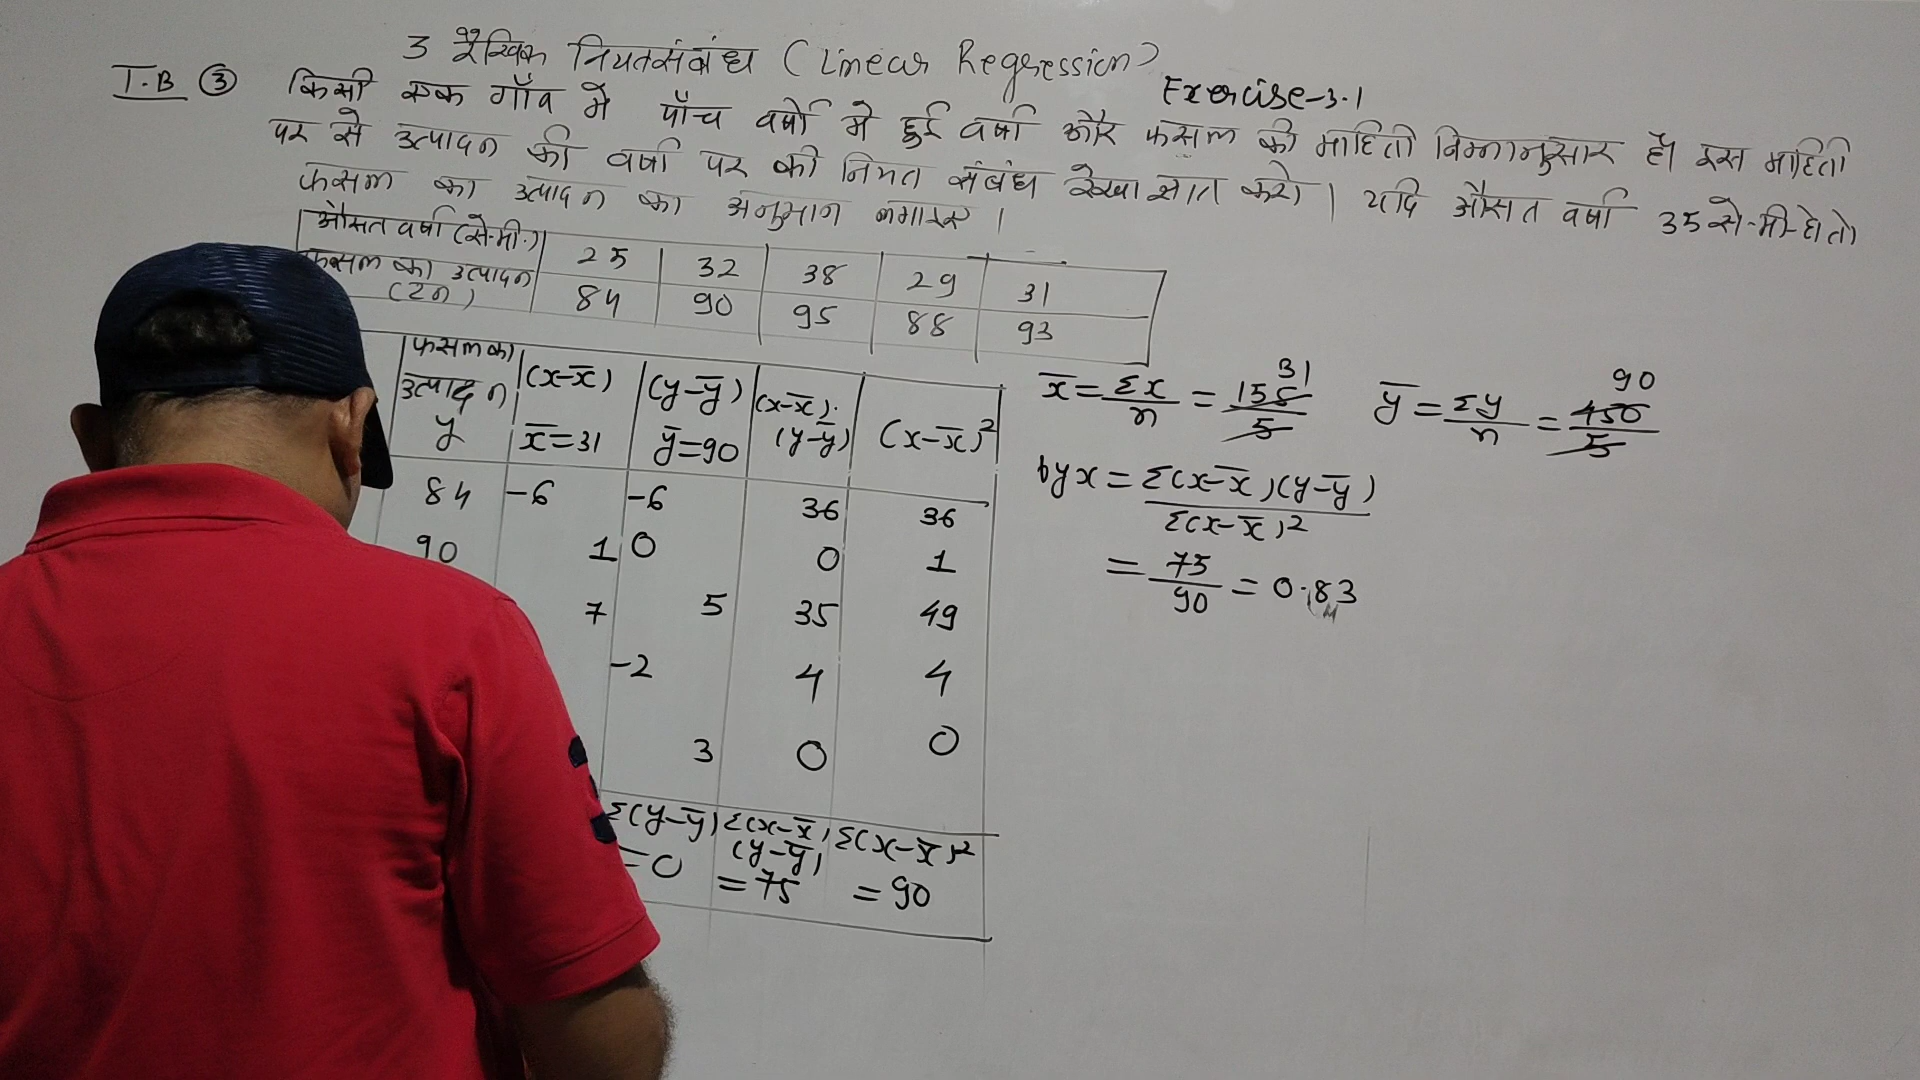 3 रैखिक नियतसंबंध (Linear Regression)
Exercise-3.1
T.B ③ किसी एक गाँव मे पाँच वर्षो मे हुई वर्षा और फसल की माहिती निम्नानुसार है। इस माहिती
पर से उत्पादन की वर्षा पर की नियत संबंध रेखा ज्ञात करो। यदि औसत वर्षा 35 से-मी-हो तो
फसल का उत्पादन का अनुमान लगाइए।
औसत वर्षा (से.मी.) 25 32 38 29 31
फसल का उत्पादन (टन) 84 90 95 88 93
फसल का उत्पादन y (x-x̅) x̅=31 (y-y̅) y̅=90 (x-x̅).(y-y̅) (x-x̅)²
84 -6 -6 36 36
90 1 0 0 1
7 5 35 49
-2 4 4
3 0 0
Σ(y-y̅) =0 Σ(x-x̅)(y-y̅) =75 Σ(x-x̅)² =90
x̅ = Σx/n = 155/5 31
y̅ = Σy/n = 450/5 90
byx = Σ(x-x̅)(y-y̅)/Σ(x-x̅)²
= 75/90 = 0.83